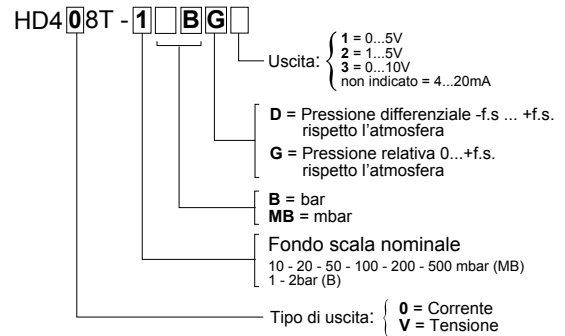 HD408T - 1 BG
Uscita:
1 = 0...5V
2 = 1...5V
3 = 0...10V
non indicato = 4...20mA
D = Pressione differenziale -f.s ... +f.s.
rispetto l'atmosfera
G = Pressione relativa 0...+f.s.
rispetto l'atmosfera
B = bar
MB = mbar
Fondo scala nominale
10 - 20 - 50 - 100 - 200 - 500 mbar (MB)
1 - 2bar (B)
Tipo di uscita:
0 = Corrente
V = Tensione